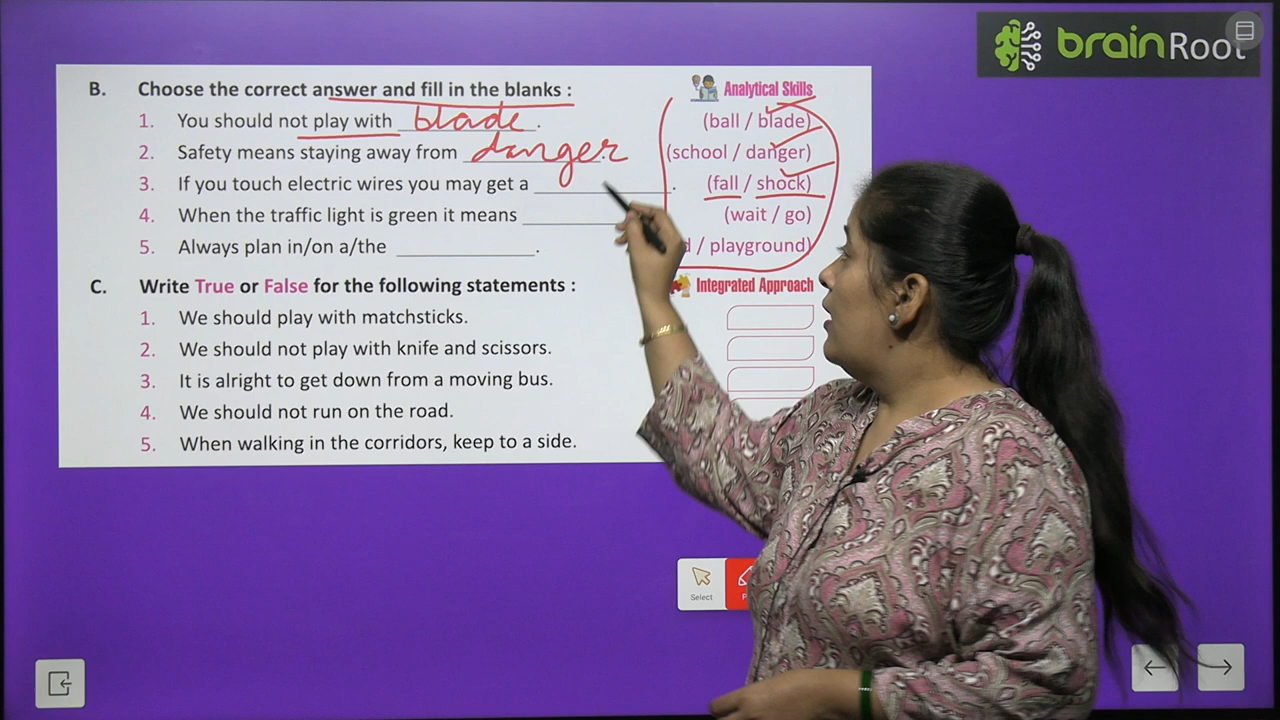 brainRoot
B. Choose the correct answer and fill in the blanks : Analytical Skills
1. You should not play with blade. (ball / blade)
2. Safety means staying away from danger. (school / danger)
3. If you touch electric wires you may get a ____________. (fall / shock)
4. When the traffic light is green it means ____________ (wait / go)
5. Always plan in/on a/the ____________. / playground)
C. Write True or False for the following statements : Integrated Approach
1. We should play with matchsticks.
2. We should not play with knife and scissors.
3. It is alright to get down from a moving bus.
4. We should not run on the road.
5. When walking in the corridors, keep to a side.
Select